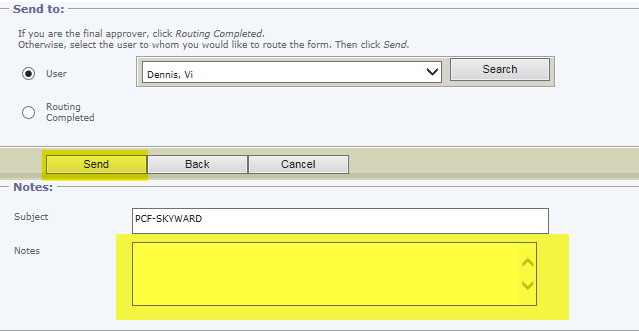 Send to:
If you are the final approver, click Routing Completed.
Otherwise, select the user to whom you would like to route the form. Then click Send.
User
Dennis, Vi
Search
Routing
Completed
Send
Back
Cancel
Notes:
Subject
PCF-SKYWARD
Notes